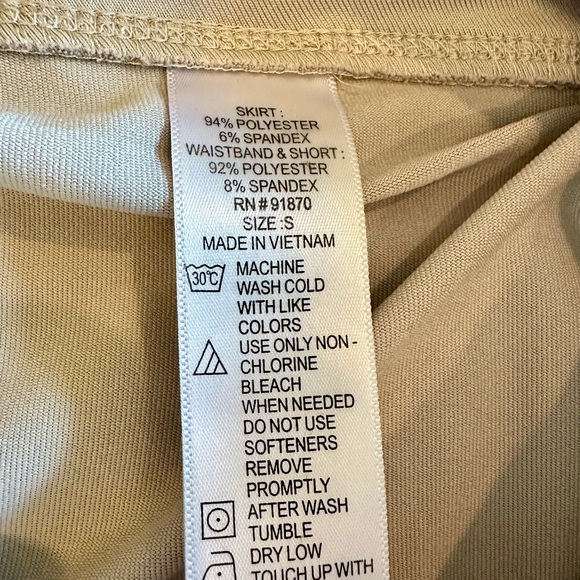 SKIRT :
94% POLYESTER
6% SPANDEX
WAISTBAND & SHORT :
92% POLYESTER
8% SPANDEX
RN # 91870
SIZE :S
MADE IN VIETNAM
30°C MACHINE
WASH COLD
WITH LIKE
COLORS
USE ONLY NON -
CHLORINE
BLEACH
WHEN NEEDED
DO NOT USE
SOFTENERS
REMOVE
PROMPTLY
AFTER WASH
TUMBLE
DRY LOW
TOUCH UP WITH